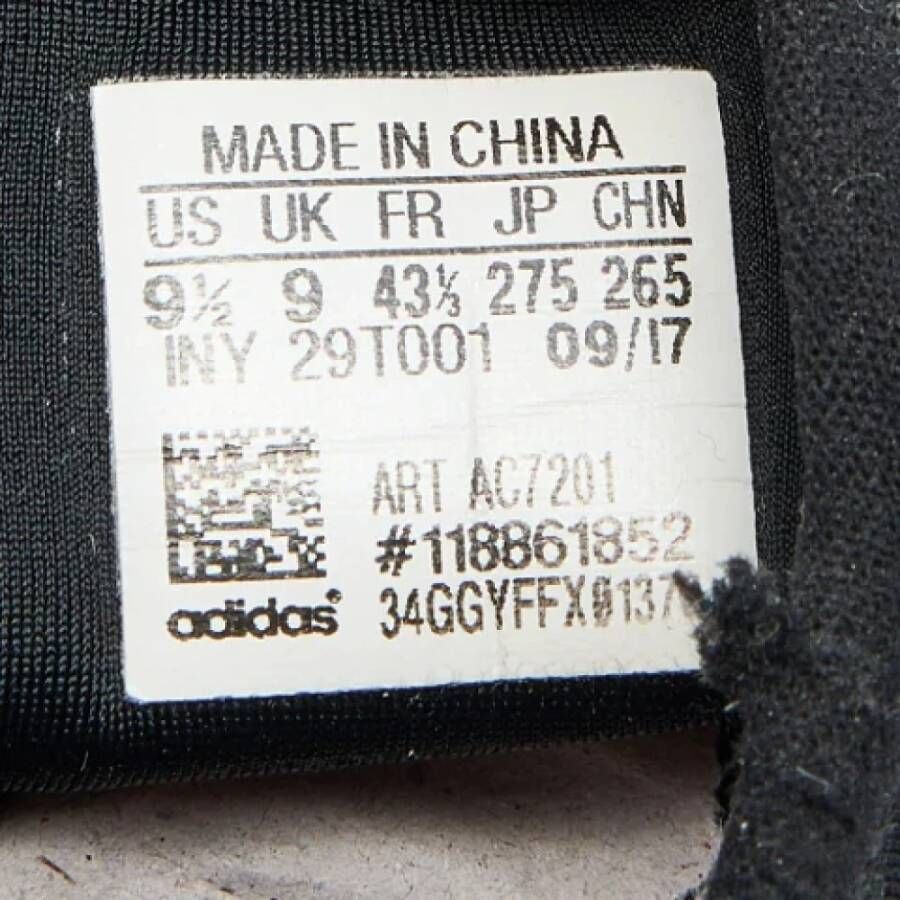 MADE IN CHINA
US UK FR JP CHN
9½ 9 43⅓ 275 265
INY 29T001 09/17
ART AC7201
#118861852
adidas®